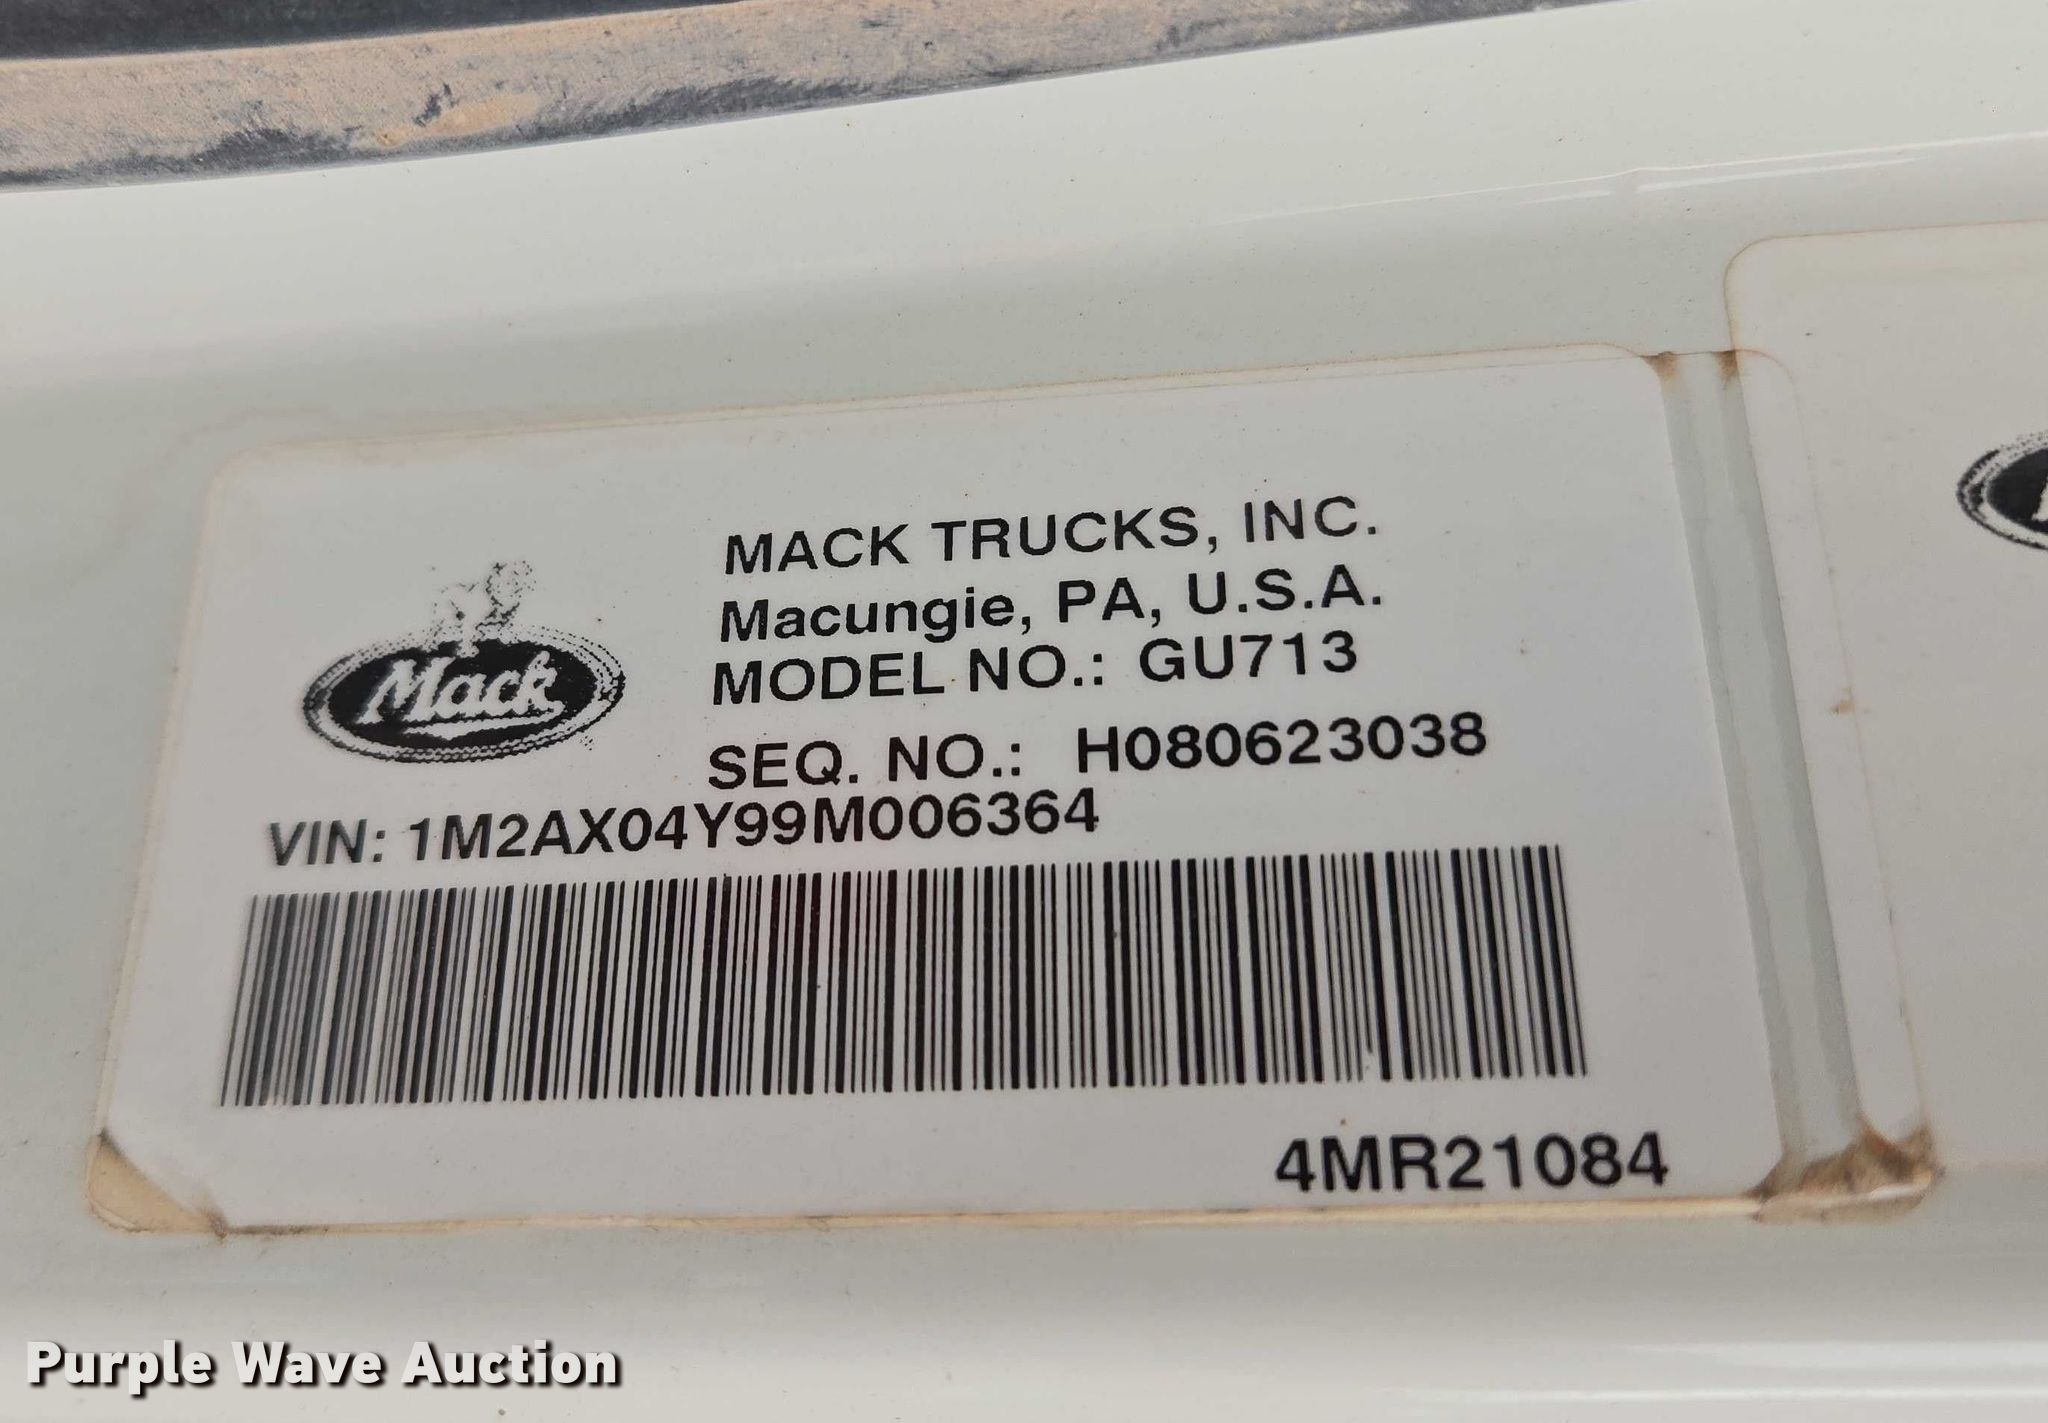 MACK TRUCKS, INC.
Macungie, PA, U.S.A.
MODEL NO.: GU713
Mack
SEQ. NO.: H080623038
VIN: 1M2AX04Y99M006364
4MR21084
Purple Wave Auction